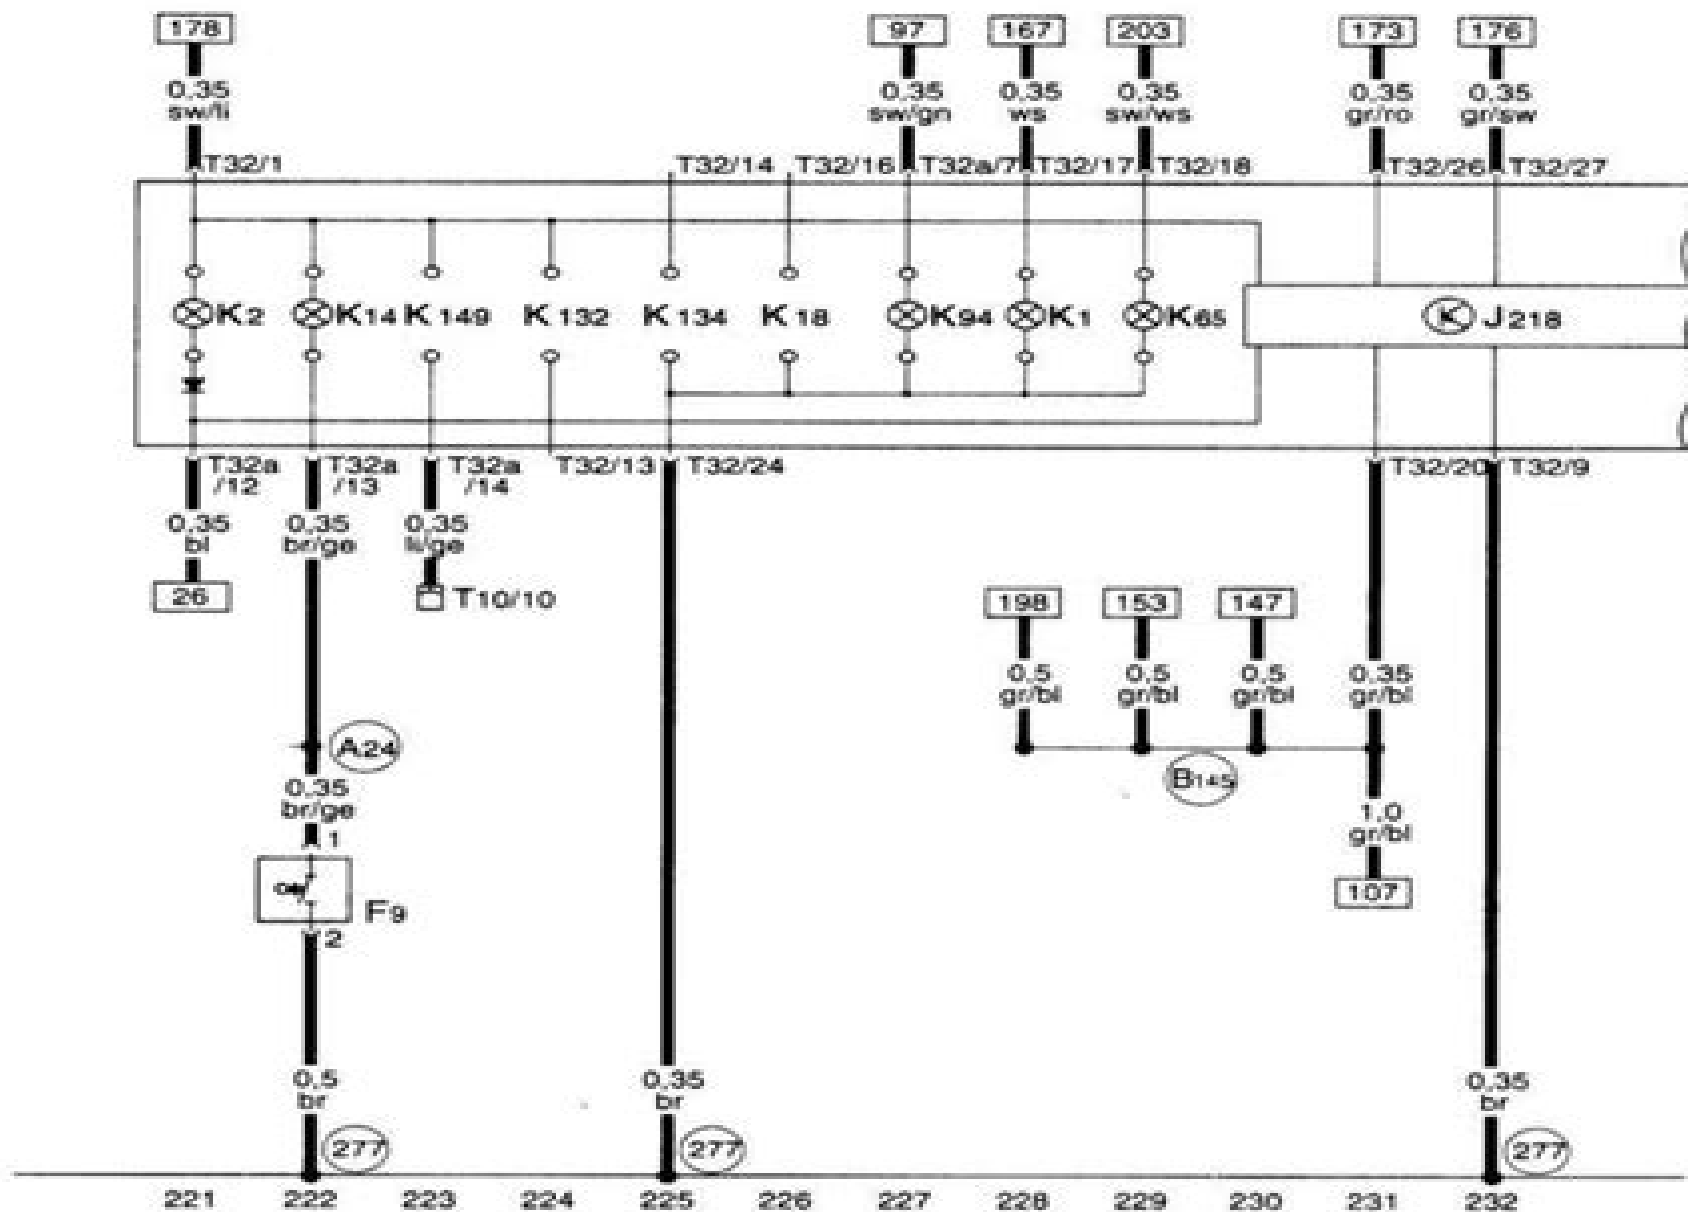 178 97 167 203 173 176
0,35 0,35 0,35 0,35 0,35 0,35
sw/li sw/gn ws sw/ws gr/ro gr/sw
T32/1 T32/14 T32/16 T32a/7 T32/17 T32/18 T32/26 T32/27
K2 K14 K149 K132 K134 K18 K94 K1 K65 K J218
T32a T32a T32a T32/13 T32/24 T32/20 T32/9
/12 /13 /14
0,35 0,35 0,35
bl br/ge li/ge
26 T10/10 198 153 147
0,5 0,5 0,5 0,35
gr/bl gr/bl gr/bl gr/bl
A24
B145
0,35 1,0
br/ge gr/bl
1
107
F9
2
0,5 0,35 0,35
br br br
277 277 277
221 222 223 224 225 226 227 228 229 230 231 232